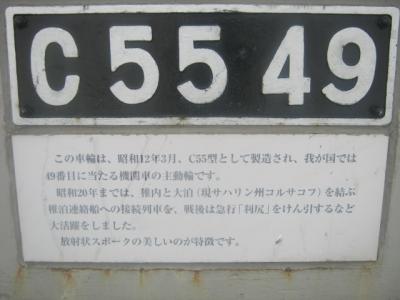 C 55 49
この車輪は、昭和12年3月、C55型として製造され、我が国では
49番目に当たる機関車の主動輪です。
昭和20年までは、稚内と大泊（現サハリン州コルサコフ）を結ぶ
稚泊連絡船への接続列車を、戦後は急行「利尻」をけん引するなど
大活躍をしました。
放射状スポークの美しいのが特徴です。